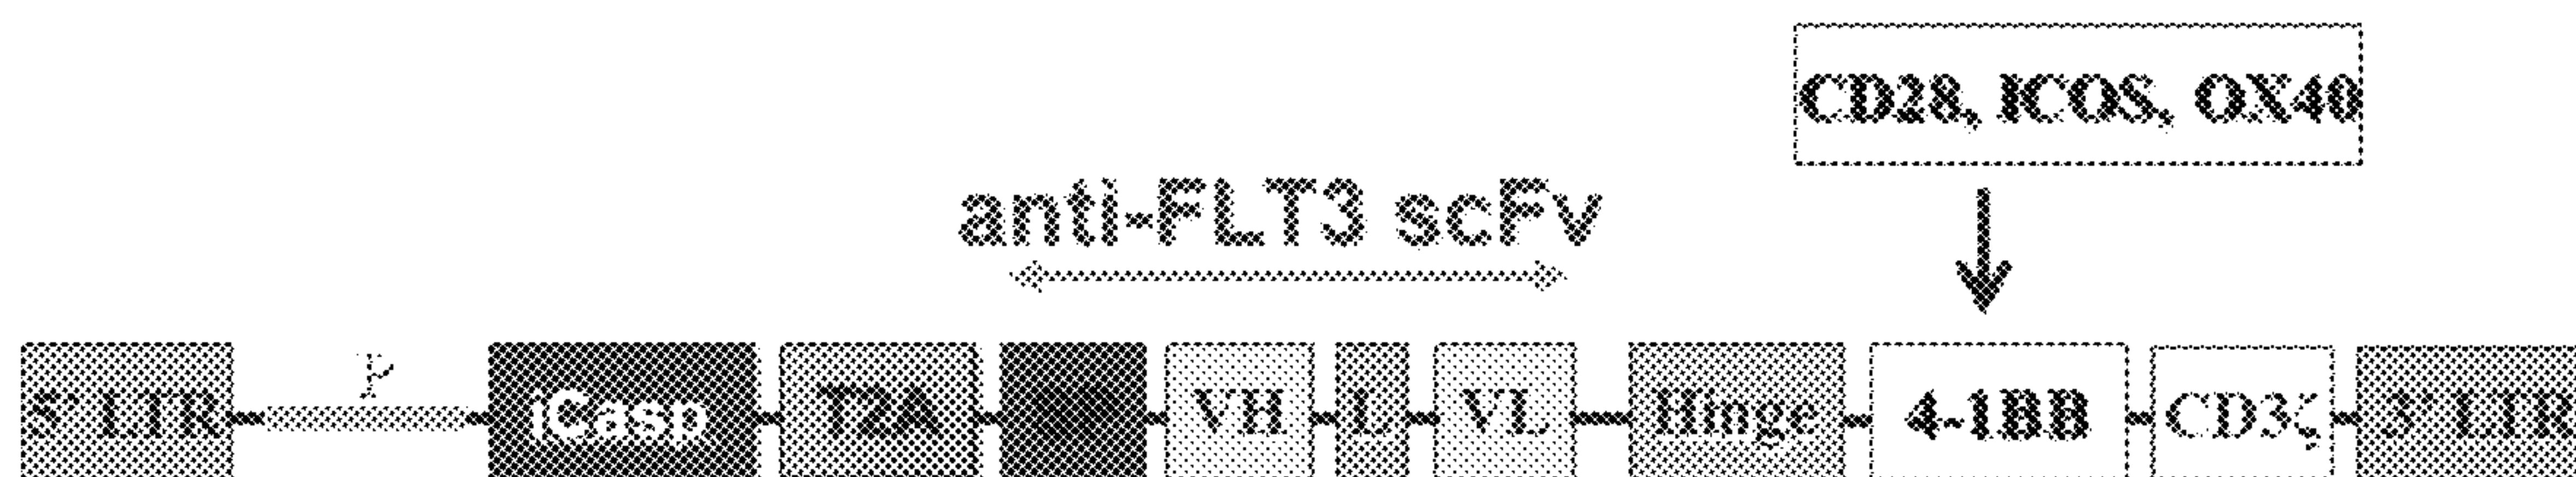 CD28, ICOS, OX40
anti-FLT3 scFv
5' LTR iCasp T2A VH L VL Hinge 4-1BB CD3ζ 3' LTR